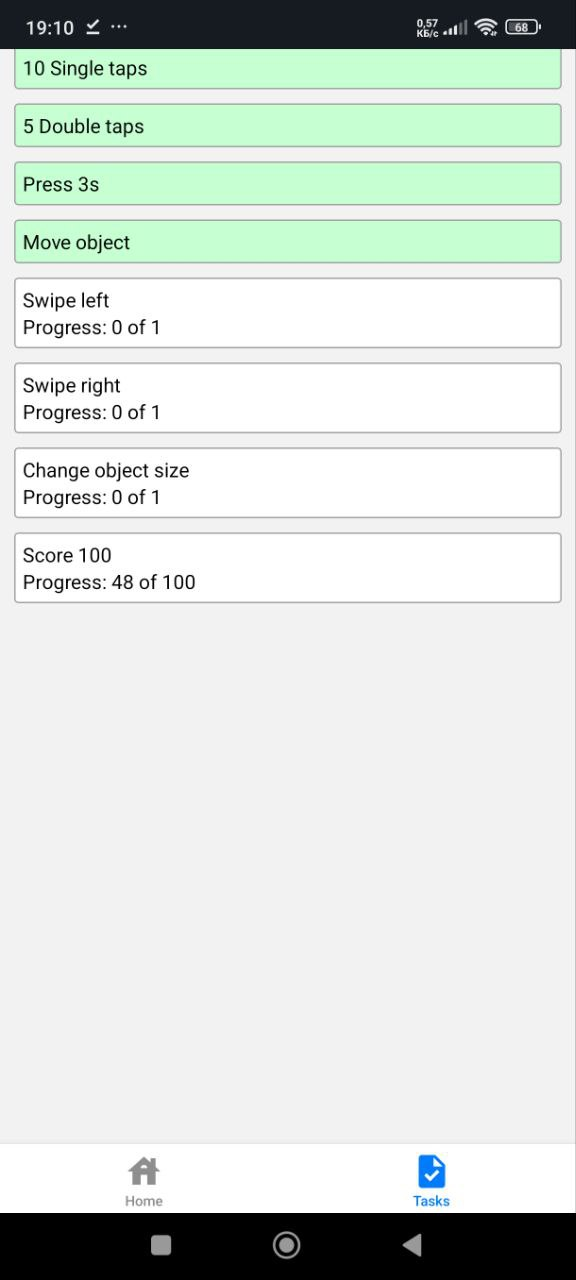 19:10
0,57
КБ/с
68
10 Single taps
5 Double taps
Press 3s
Move object
Swipe left
Progress: 0 of 1
Swipe right
Progress: 0 of 1
Change object size
Progress: 0 of 1
Score 100
Progress: 48 of 100
Home
Tasks